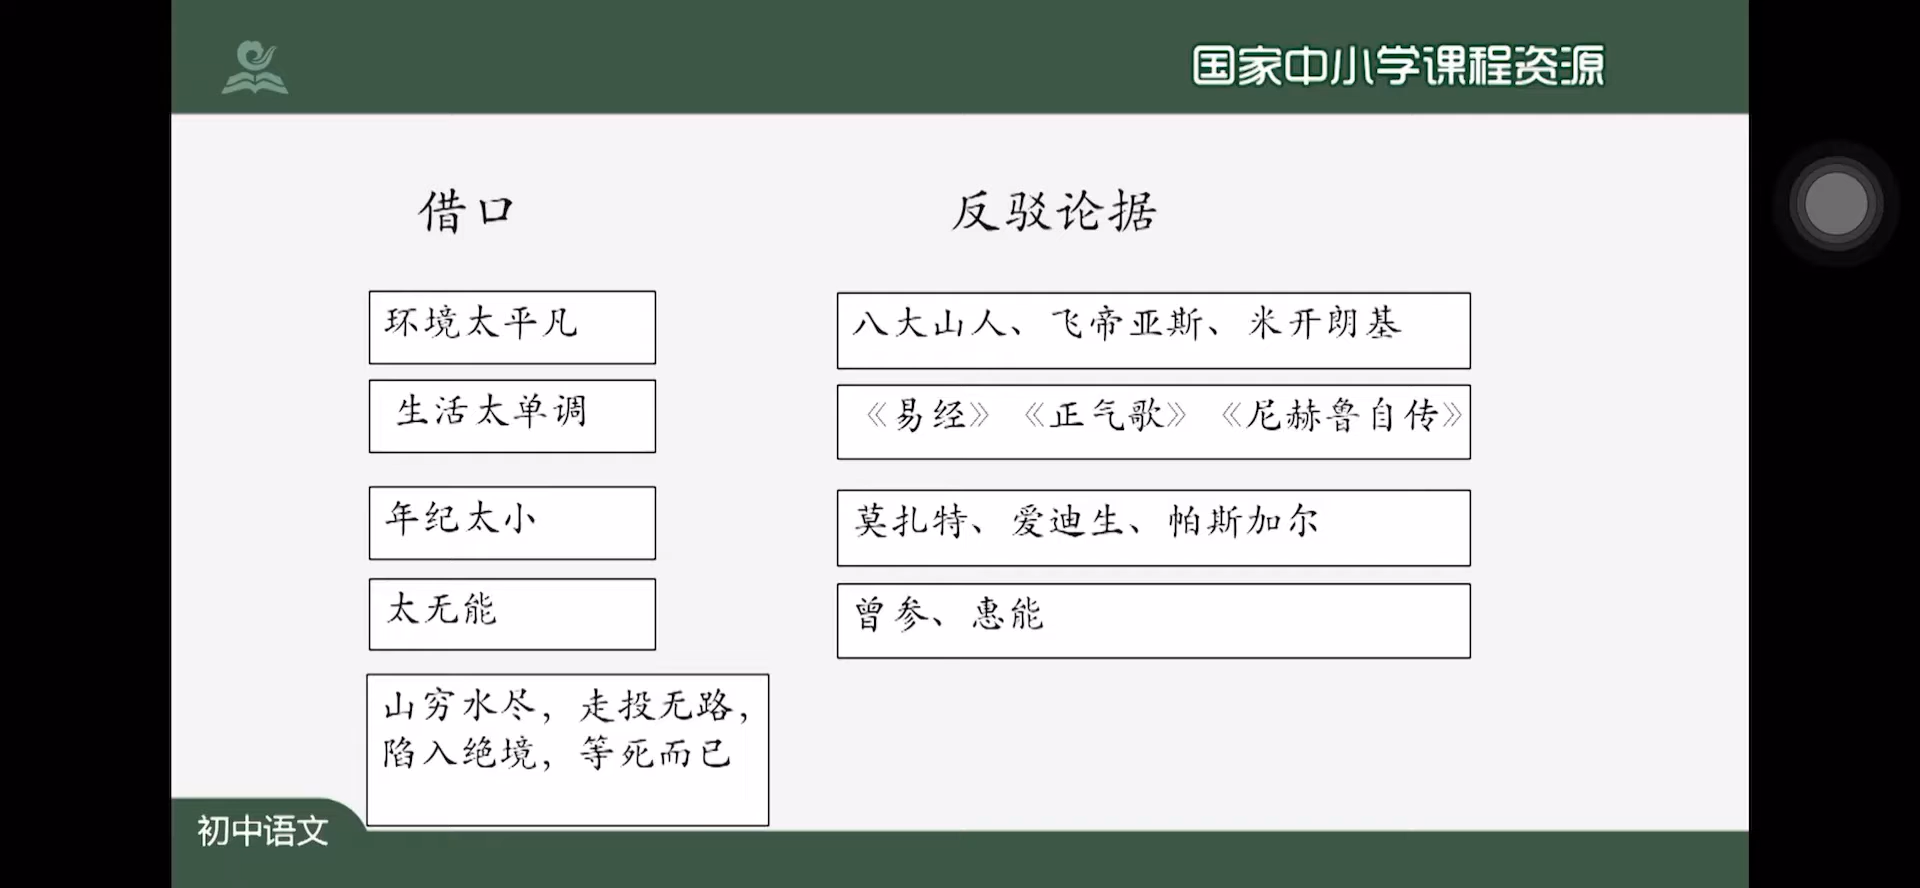 国家中小学课程资源
借口
反驳论据
环境太平凡
八大山人、飞帝亚斯、米开朗基
生活太单调
《易经》《正气歌》《尼赫鲁自传》
年纪太小
莫扎特、爱迪生、帕斯加尔
太无能
曾参、惠能
山穷水尽，走投无路，
陷入绝境，等死而已
初中语文